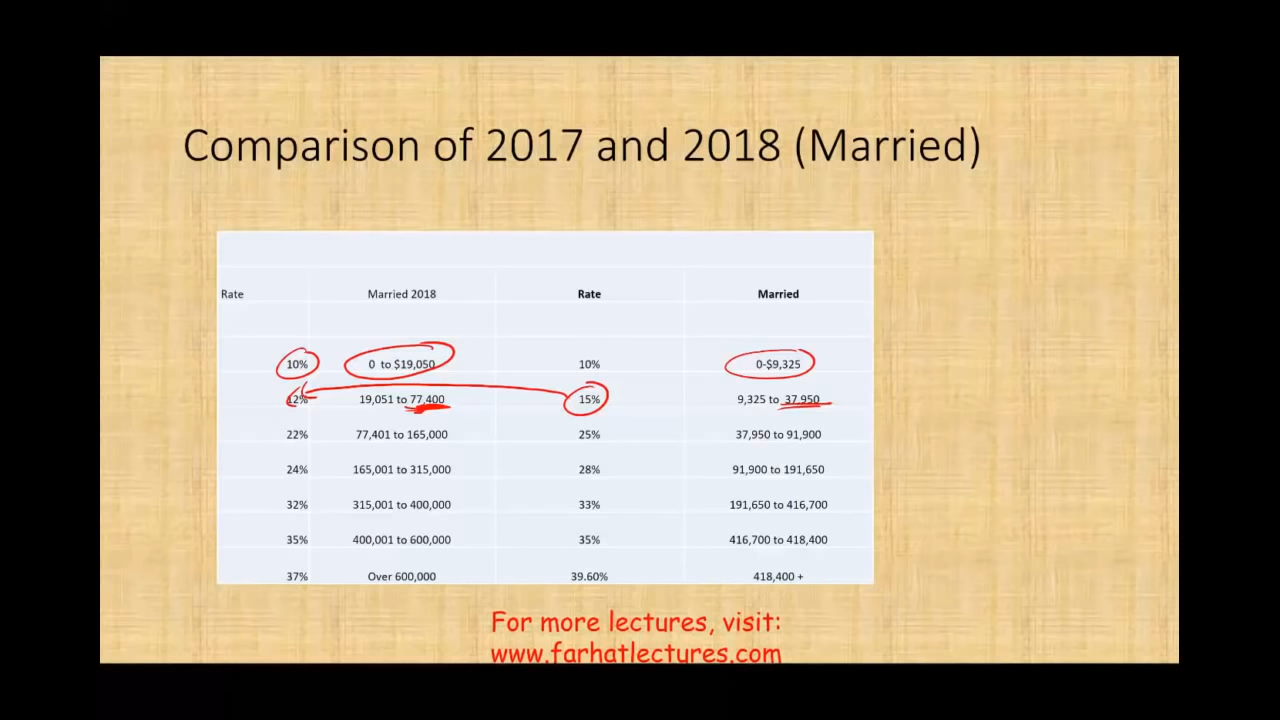 Comparison of 2017 and 2018 (Married)
Rate Married 2018 Rate Married
10% 0 to $19,050 10% 0-$9,325
12% 19,051 to 77,400 15% 9,325 to 37,950
22% 77,401 to 165,000 25% 37,950 to 91,900
24% 165,001 to 315,000 28% 91,900 to 191,650
32% 315,001 to 400,000 33% 191,650 to 416,700
35% 400,001 to 600,000 35% 416,700 to 418,400
37% Over 600,000 39.60% 418,400 +
For more lectures, visit:
www.farhatlectures.com